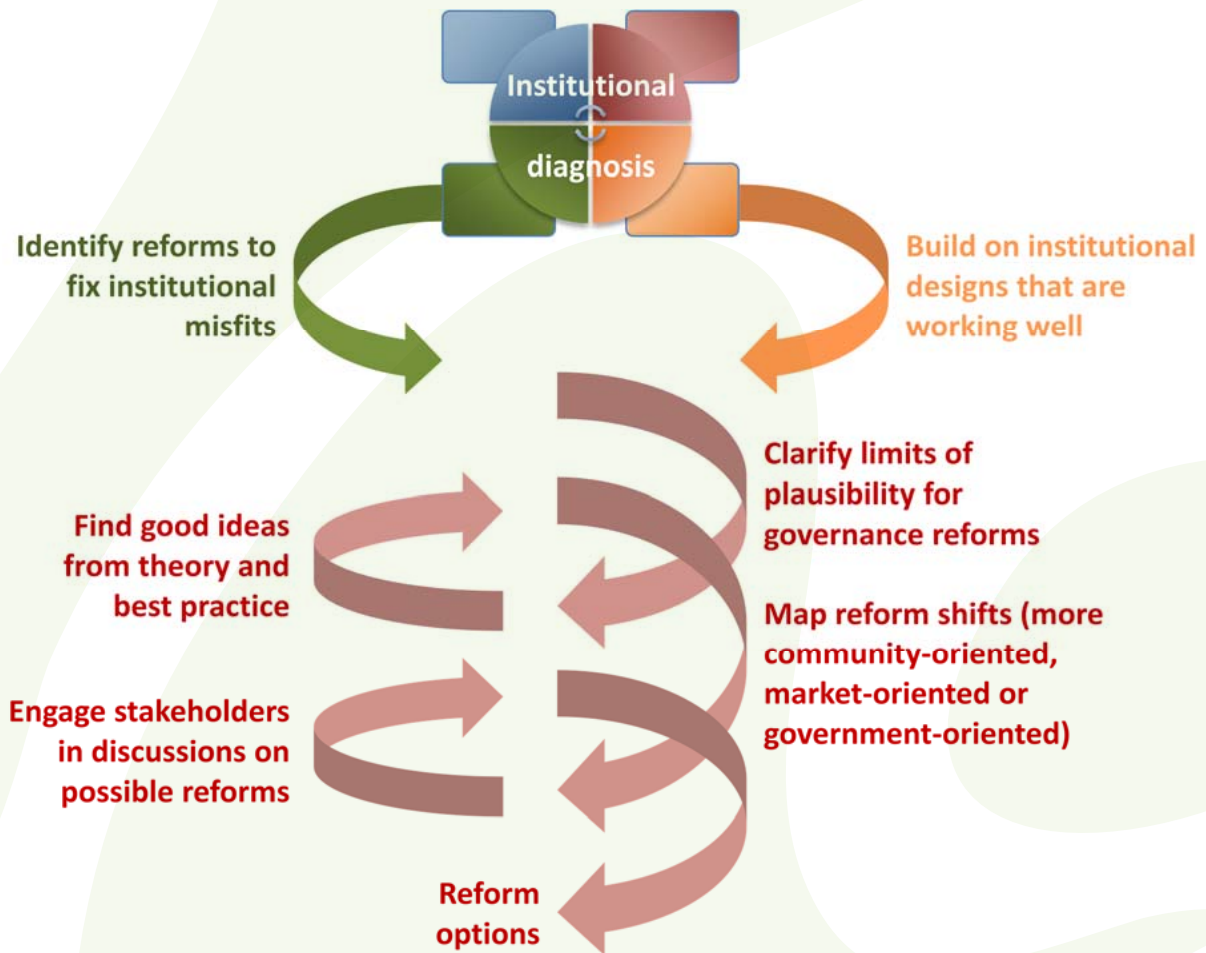 Institutional
diagnosis
Identify reforms to
fix institutional
misfits
Build on institutional
designs that are
working well
Clarify limits of
plausibility for
governance reforms
Find good ideas
from theory and
best practice
Map reform shifts (more
community-oriented,
market-oriented or
government-oriented)
Engage stakeholders
in discussions on
possible reforms
Reform
options